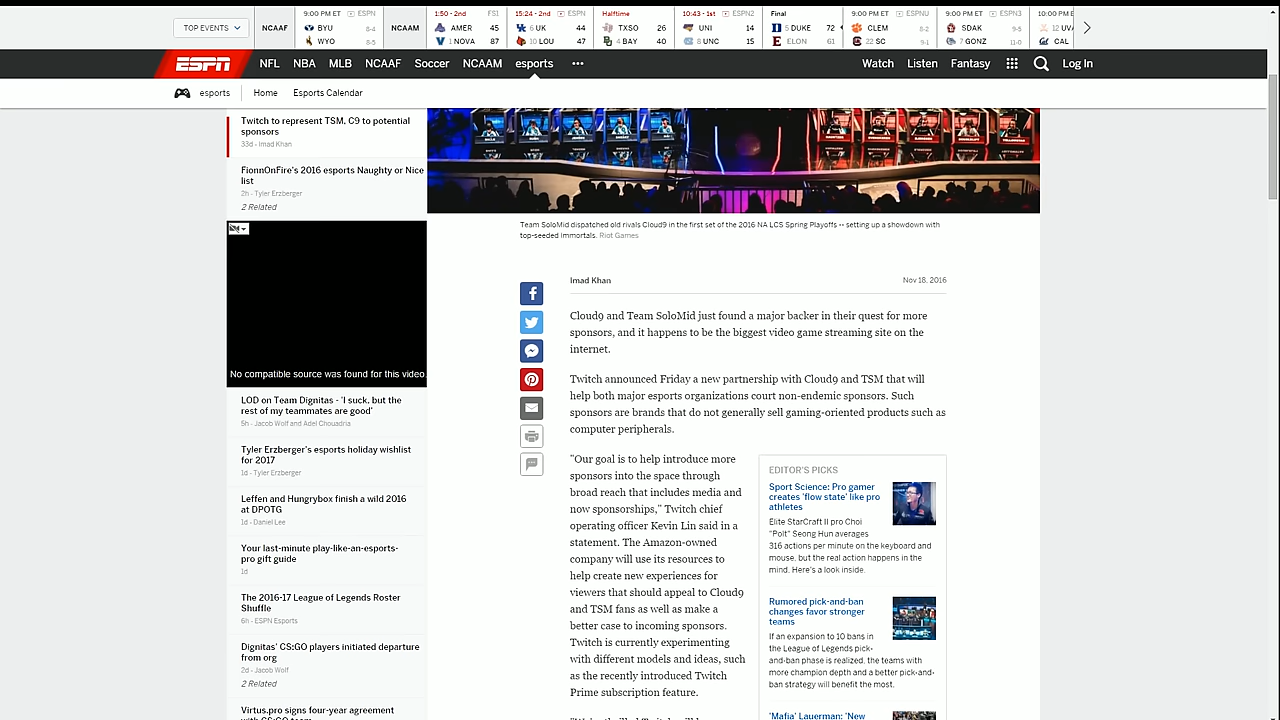 TOP EVENTS
NCAAF
9:00 PM ET ESPN
BYU 8-4
WYO 8-5
NCAAM
1:50 - 2nd FS1
AMER 45
1 NOVA 87
15:24 - 2nd ESPN
6 UK 44
10 LOU 47
Halftime
TXSO 26
4 BAY 40
10:43 - 1st ESPN2
UNI 14
8 UNC 15
Final
5 DUKE 72
ELON 61
9:00 PM ET ESPNU
CLEM 8-2
22 SC 9-1
9:00 PM ET ESPN3
SDAK 9-5
7 GONZ 11-0
10:00 PM E
12 UVA
CAL
ESPN
NFL NBA MLB NCAAF Soccer NCAAM esports
Watch Listen Fantasy Log In
esports Home Esports Calendar
Twitch to represent TSM, C9 to potential
sponsors
33d - Imad Khan
FionnOnFire's 2016 esports Naughty or Nice
list
2h - Tyler Erzberger
2 Related
No compatible source was found for this video.
LOD on Team Dignitas - 'I suck, but the
rest of my teammates are good'
5h - Jacob Wolf and Adel Chouadria
Tyler Erzberger's esports holiday wishlist
for 2017
1d - Tyler Erzberger
Leffen and Hungrybox finish a wild 2016
at DPOTG
1d - Daniel Lee
Your last-minute play-like-an-esports-
pro gift guide
1d
The 2016-17 League of Legends Roster
Shuffle
6h - ESPN Esports
Dignitas' CS:GO players initiated departure
from org
2d - Jacob Wolf
2 Related
Virtus.pro signs four-year agreement
with CS:GO team
Team SoloMid dispatched old rivals Cloud9 in the first set of the 2016 NA LCS Spring Playoffs -- setting up a showdown with
top-seeded Immortals. Riot Games
Imad Khan
Nov 18, 2016
Cloud9 and Team SoloMid just found a major backer in their quest for more
sponsors, and it happens to be the biggest video game streaming site on the
internet.
Twitch announced Friday a new partnership with Cloud9 and TSM that will
help both major esports organizations court non-endemic sponsors. Such
sponsors are brands that do not generally sell gaming-oriented products such as
computer peripherals.
"Our goal is to help introduce more
sponsors into the space through
broad reach that includes media and
now sponsorships," Twitch chief
operating officer Kevin Lin said in a
statement. The Amazon-owned
company will use its resources to
help create new experiences for
viewers that should appeal to Cloud9
and TSM fans as well as make a
better case to incoming sponsors.
Twitch is currently experimenting
with different models and ideas, such
as the recently introduced Twitch
Prime subscription feature.
EDITOR'S PICKS
Sport Science: Pro gamer
creates 'flow state' like pro
athletes
Elite StarCraft II pro Choi
"Polt" Seong Hun averages
316 actions per minute on the keyboard and
mouse, but the real action happens in the
mind. Here's a look inside.
Rumored pick-and-ban
changes favor stronger
teams
If an expansion to 10 bans in
the League of Legends pick-
and-ban phase is realized, the teams with
more champion depth and a better pick-and-
ban strategy will benefit the most.
'Mafia' Lauerman: 'New